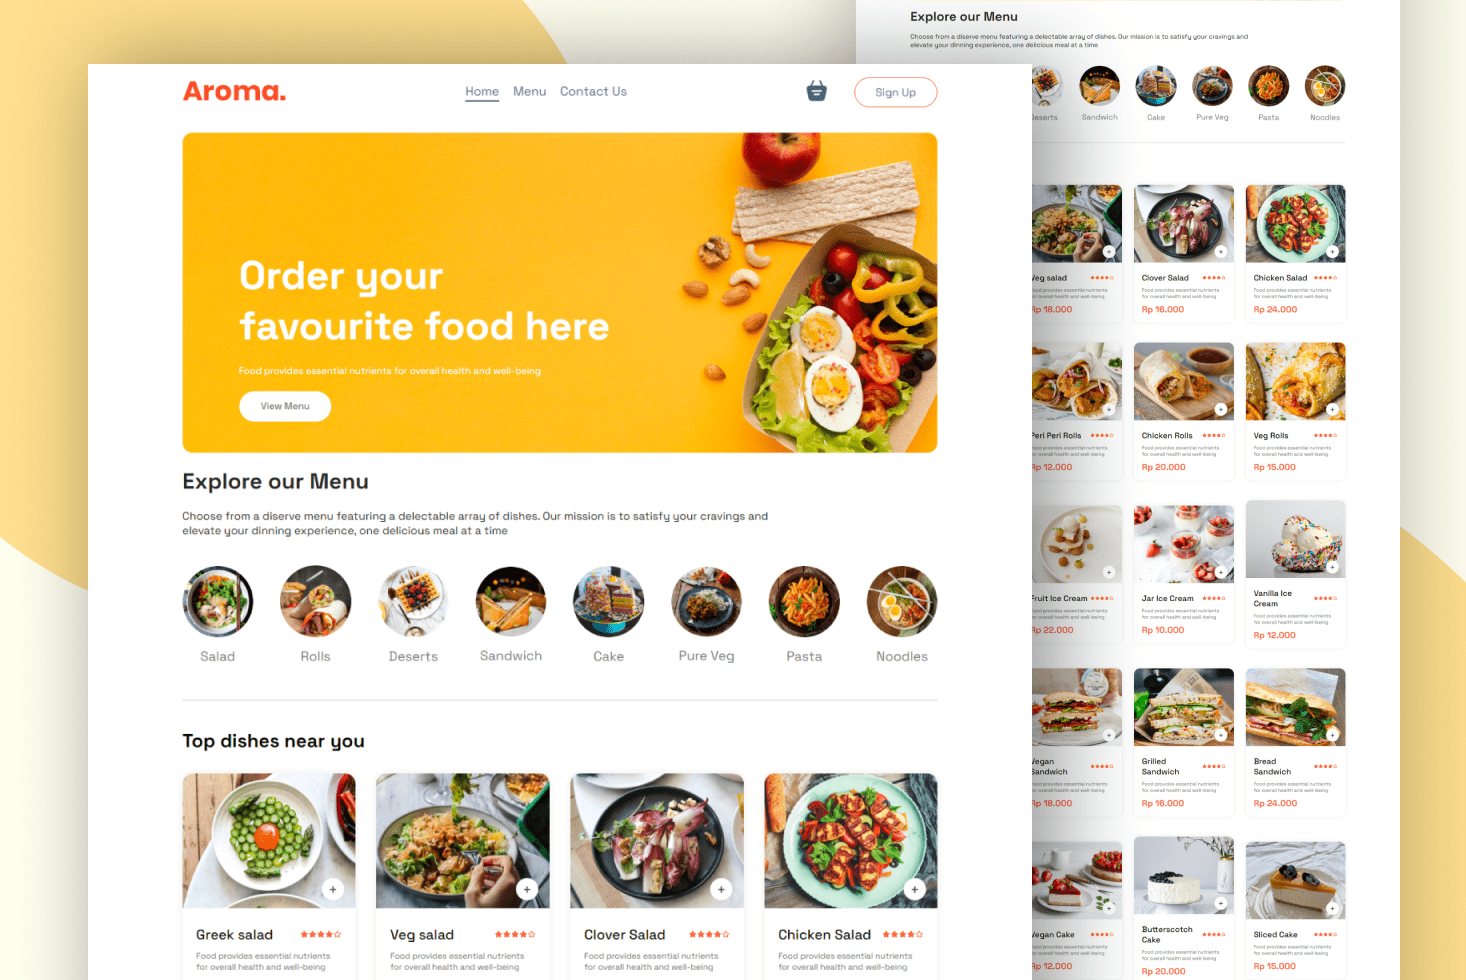 Aroma.
Home Menu Contact Us
Sign Up
Order your
favourite food here
Food provides essential nutrients for overall health and well-being
View Menu
Explore our Menu
Choose from a diserve menu featuring a delectable array of dishes. Our mission is to satisfy your cravings and
elevate your dinning experience, one delicious meal at a time
Salad Rolls Deserts Sandwich Cake Pure Veg Pasta Noodles
Top dishes near you
Greek salad Veg salad Clover Salad Chicken Salad
Food provides essential nutrients Food provides essential nutrients Food provides essential nutrients Food provides essential nutrients
for overall health and well-being for overall health and well-being for overall health and well-being for overall health and well-being
Explore our Menu
Choose from a diserve menu featuring a delectable array of dishes. Our mission is to satisfy your cravings and
elevate your dinning experience, one delicious meal at a time
Deserts Sandwich Cake Pure Veg Pasta Noodles
Veg salad Clover Salad Chicken Salad
Food provides essential nutrients Food provides essential nutrients Food provides essential nutrients
for overall health and well-being for overall health and well-being for overall health and well-being
Rp 18.000 Rp 16.000 Rp 24.000
Peri Peri Rolls Chicken Rolls Veg Rolls
Food provides essential nutrients Food provides essential nutrients Food provides essential nutrients
for overall health and well-being for overall health and well-being for overall health and well-being
Rp 12.000 Rp 20.000 Rp 15.000
Fruit Ice Cream Jar Ice Cream Vanilla Ice
Cream
Food provides essential nutrients Food provides essential nutrients Food provides essential nutrients
for overall health and well-being for overall health and well-being for overall health and well-being
Rp 22.000 Rp 10.000 Rp 12.000
Vegan Grilled Bread
Sandwich Sandwich Sandwich
Food provides essential nutrients Food provides essential nutrients Food provides essential nutrients
for overall health and well-being for overall health and well-being for overall health and well-being
Rp 18.000 Rp 16.000 Rp 24.000
Vegan Cake Butterscotch Sliced Cake
Cake
Food provides essential nutrients Food provides essential nutrients Food provides essential nutrients
for overall health and well-being for overall health and well-being for overall health and well-being
Rp 12.000 Rp 20.000 Rp 15.000